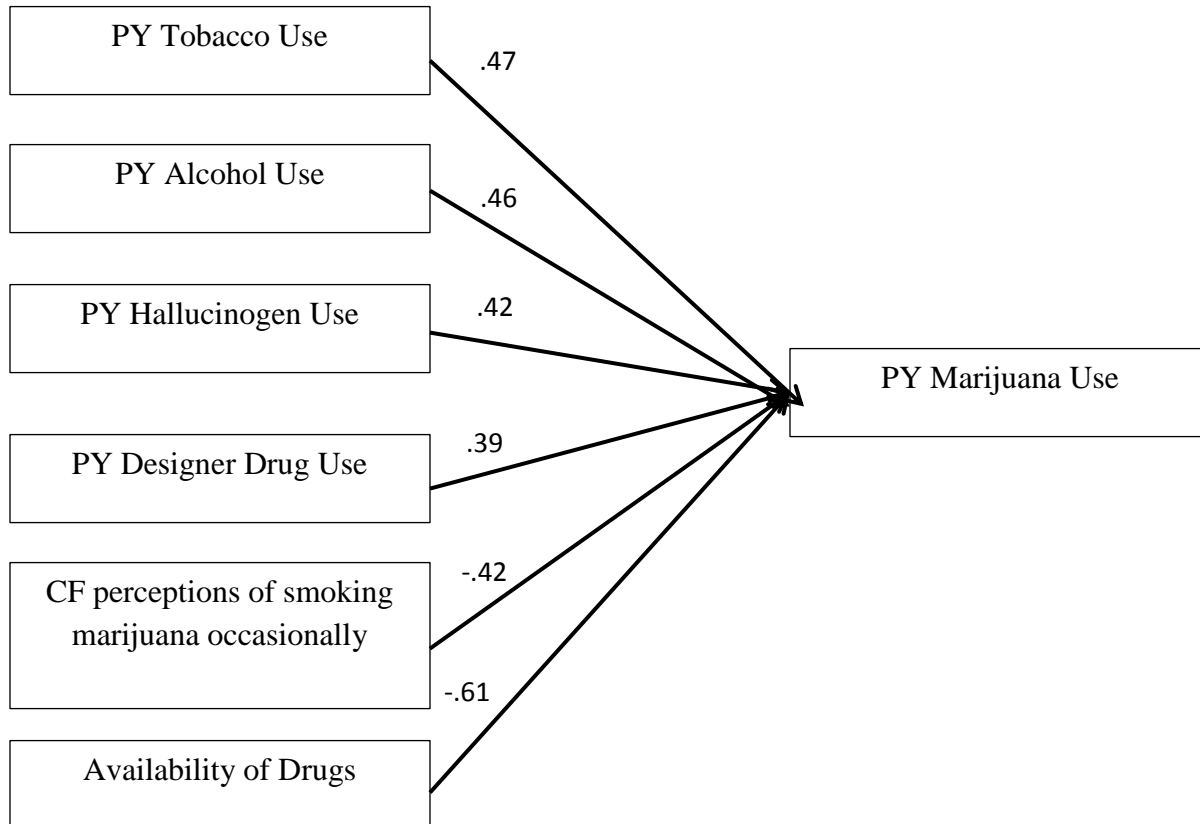 PY Tobacco Use
.47
PY Alcohol Use
.46
PY Hallucinogen Use
.42
PY Marijuana Use
PY Designer Drug Use
.39
CF perceptions of smoking
marijuana occasionally
-.42
-.61
Availability of Drugs